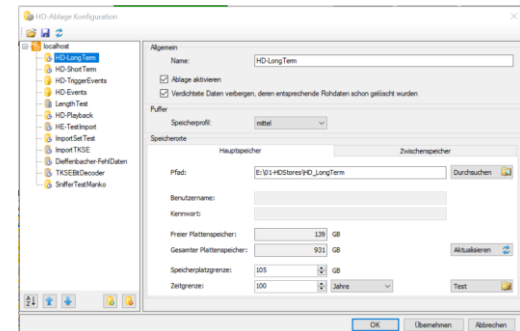 HD-Ablage Konfiguration
localhost
HD-LongTerm
HD-ShortTerm
HD-TriggerEvents
HD-Events
LengthTest
HD-Playback
HE-TestImport
ImportSetTest
ImportTKSE
Dieffenbacher-FehlDaten
TKSEBitDecoder
SnifferTestManko
Allgemein
Name: HD-LongTerm
Ablage aktivieren
Verdichtete Daten verbergen, deren entsprechende Rohdaten schon gelöscht wurden
Puffer
Speicherprofil: mittel
Speicherorte
Hauptspeicher Zwischenspeicher
Pfad: E:\01-HDStores\HD_LongTerm Durchsuchen
Benutzername:
Kennwort:
Freier Plattenspeicher: 139 GB
Gesamter Plattenspeicher: 931 GB Aktualisieren
Speicherplatzgrenze: 105 GB
Zeitgrenze: 100 Jahre Test
OK Übernehmen Abbrechen